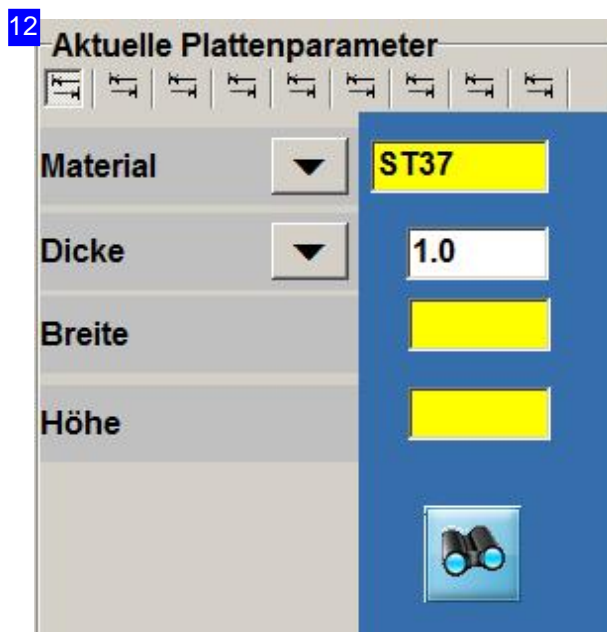 12
Aktuelle Plattenparameter
Material ST37
Dicke 1.0
Breite
Höhe